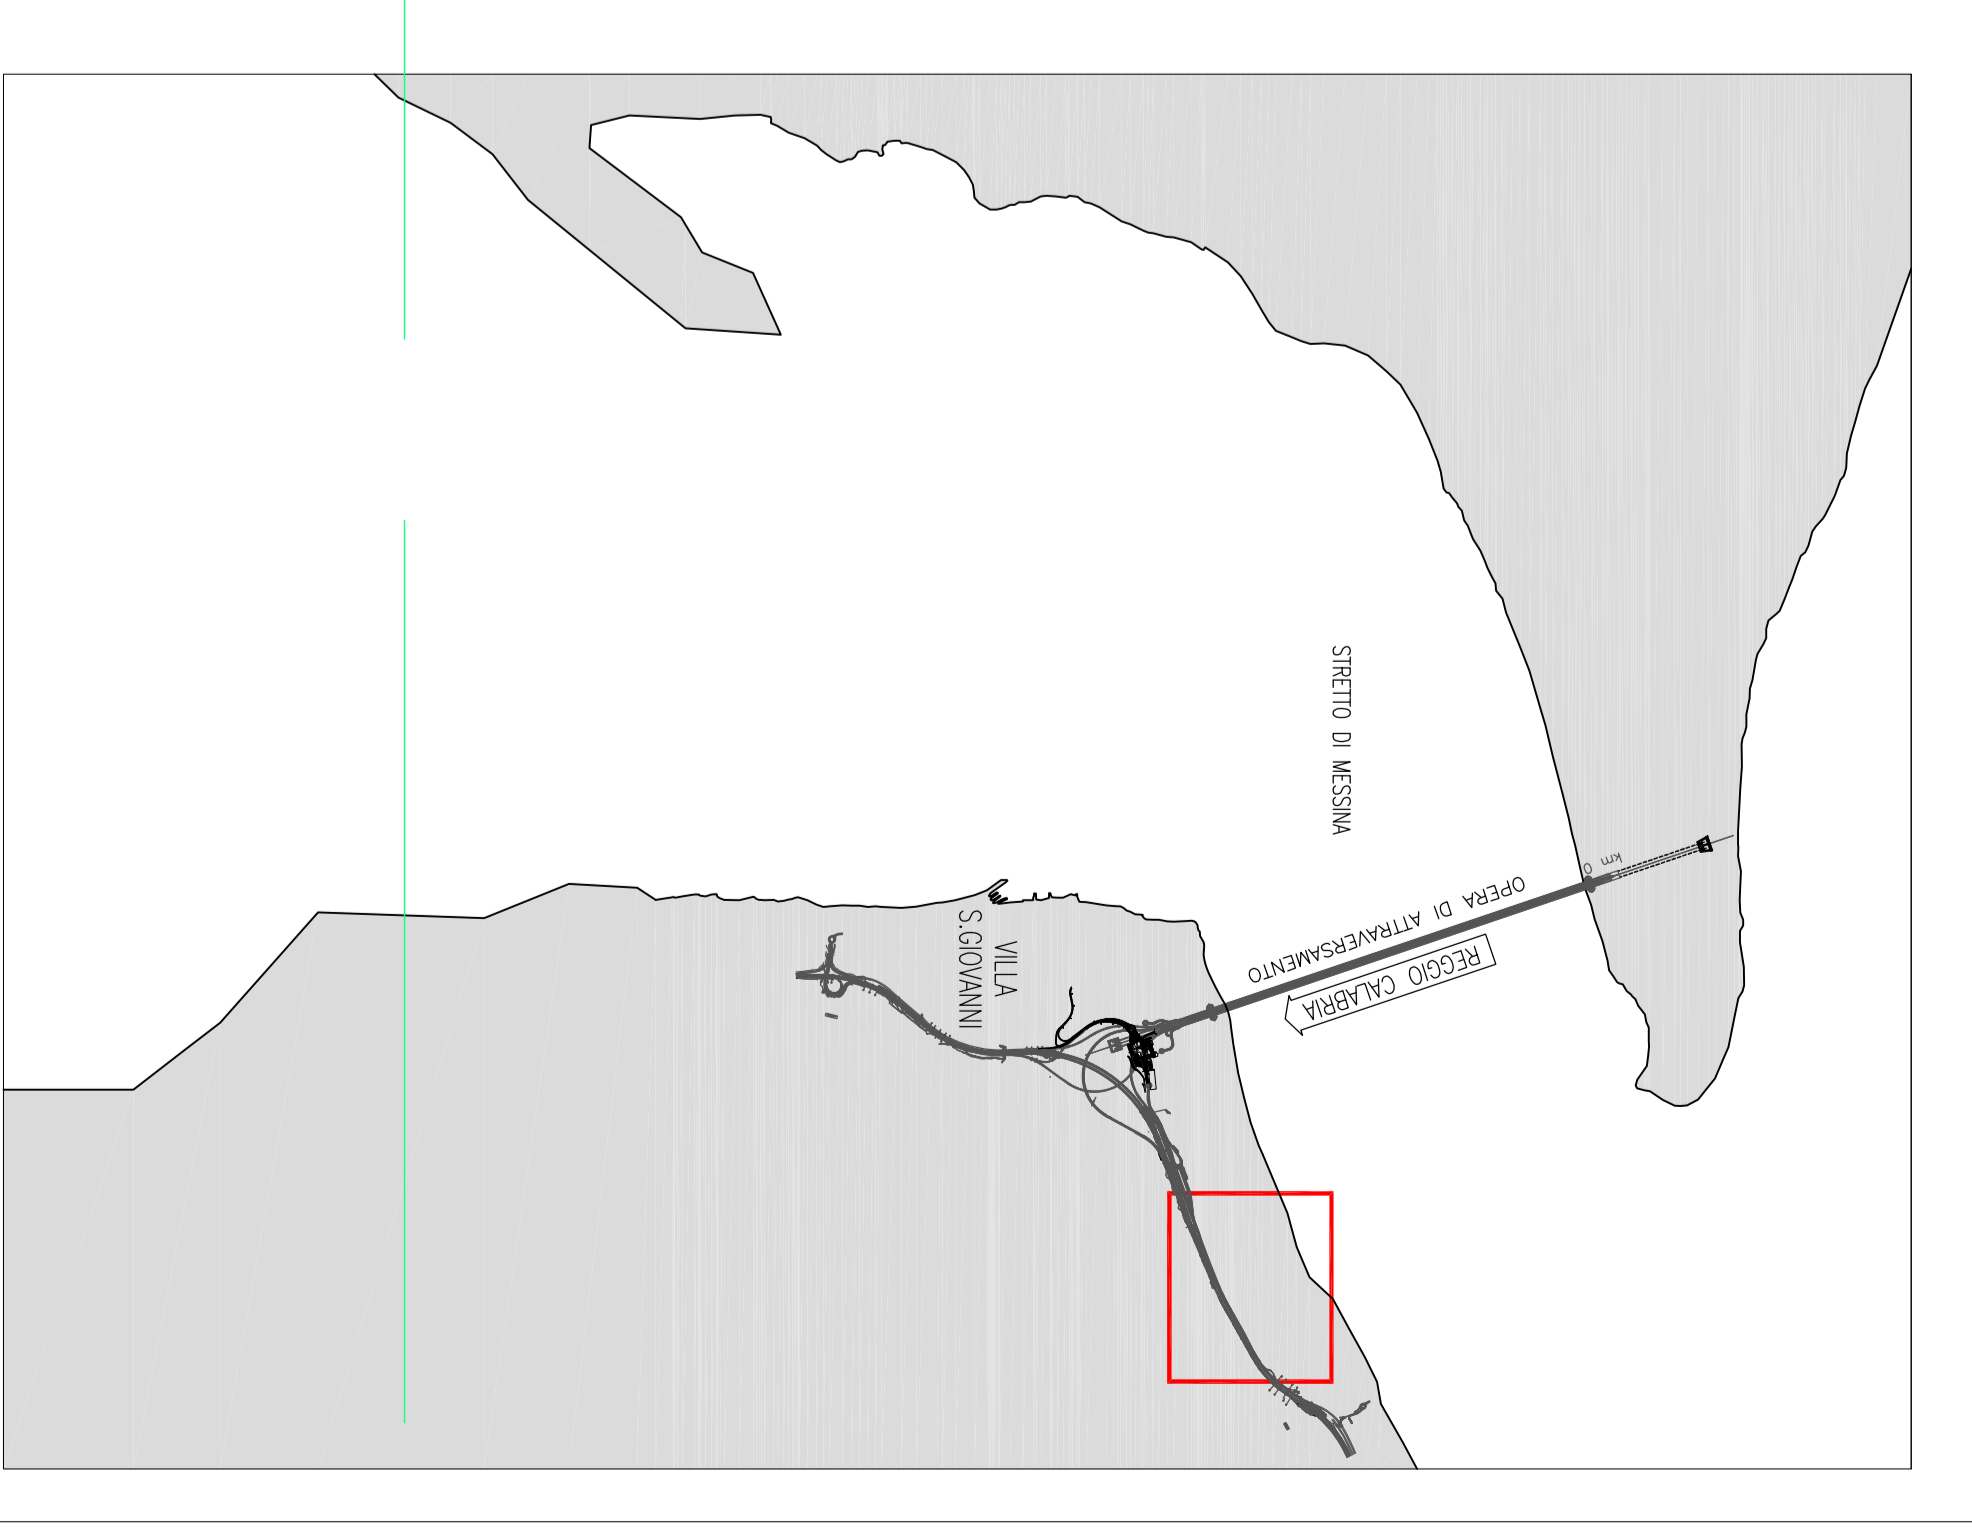 STRETTO DI MESSINA
km 0
OPERA DI ATTRAVERSAMENTO
REGGIO CALABRIA
VILLA
S.GIOVANNI